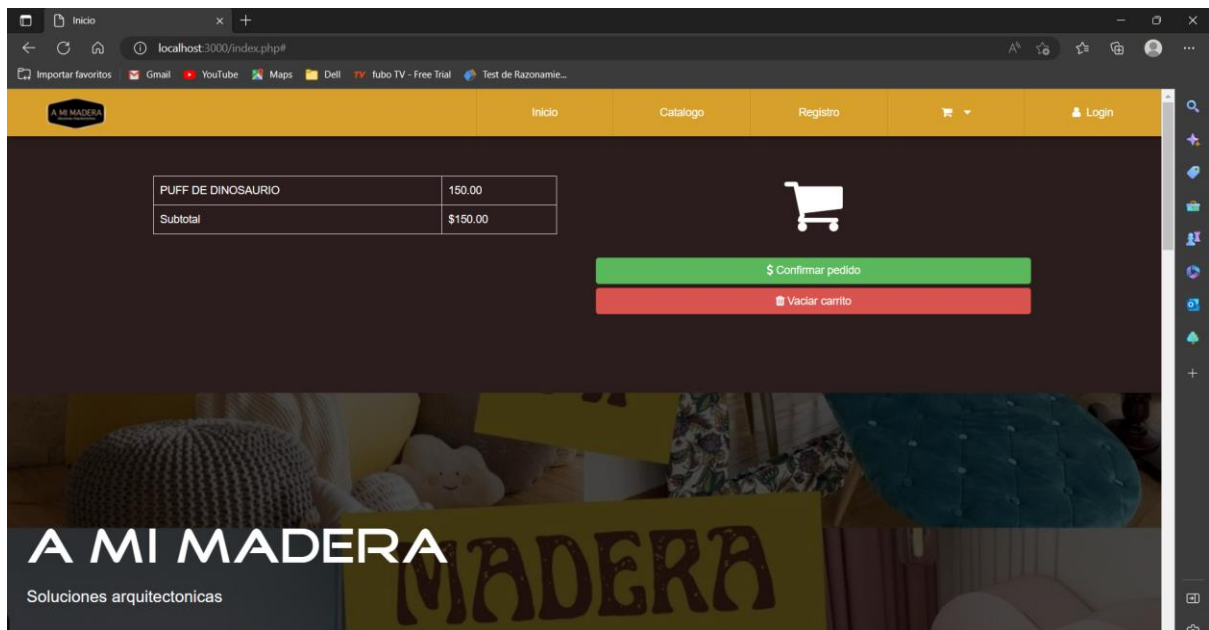 Inicio
localhost:3000/index.php#
Importar favoritos Gmail YouTube Maps Dell fubo TV - Free Trial Test de Razonamie...
A MI MADERA
Inicio Catalogo Registro Login
PUFF DE DINOSAURIO 150.00
Subtotal $150.00
$ Confirmar pedido
Vaciar carrito
A MI MADERA
MADERA
Soluciones arquitectonicas